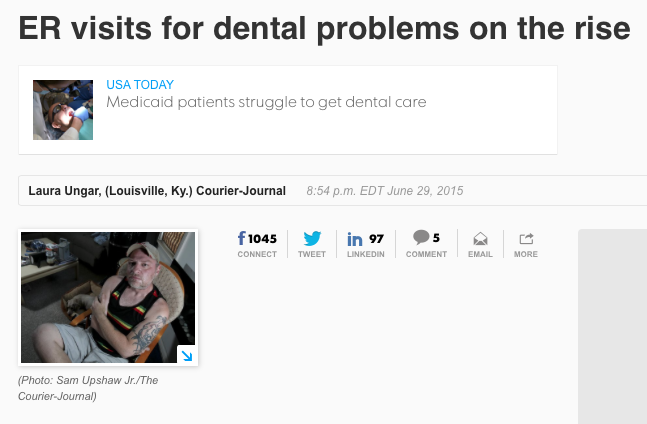 ER visits for dental problems on the rise
USA TODAY
Medicaid patients struggle to get dental care
Laura Ungar, (Louisville, Ky.) Courier-Journal 8:54 p.m. EDT June 29, 2015
f 1045 in 97 5
CONNECT TWEET LINKEDIN COMMENT EMAIL MORE
(Photo: Sam Upshaw Jr./The
Courier-Journal)